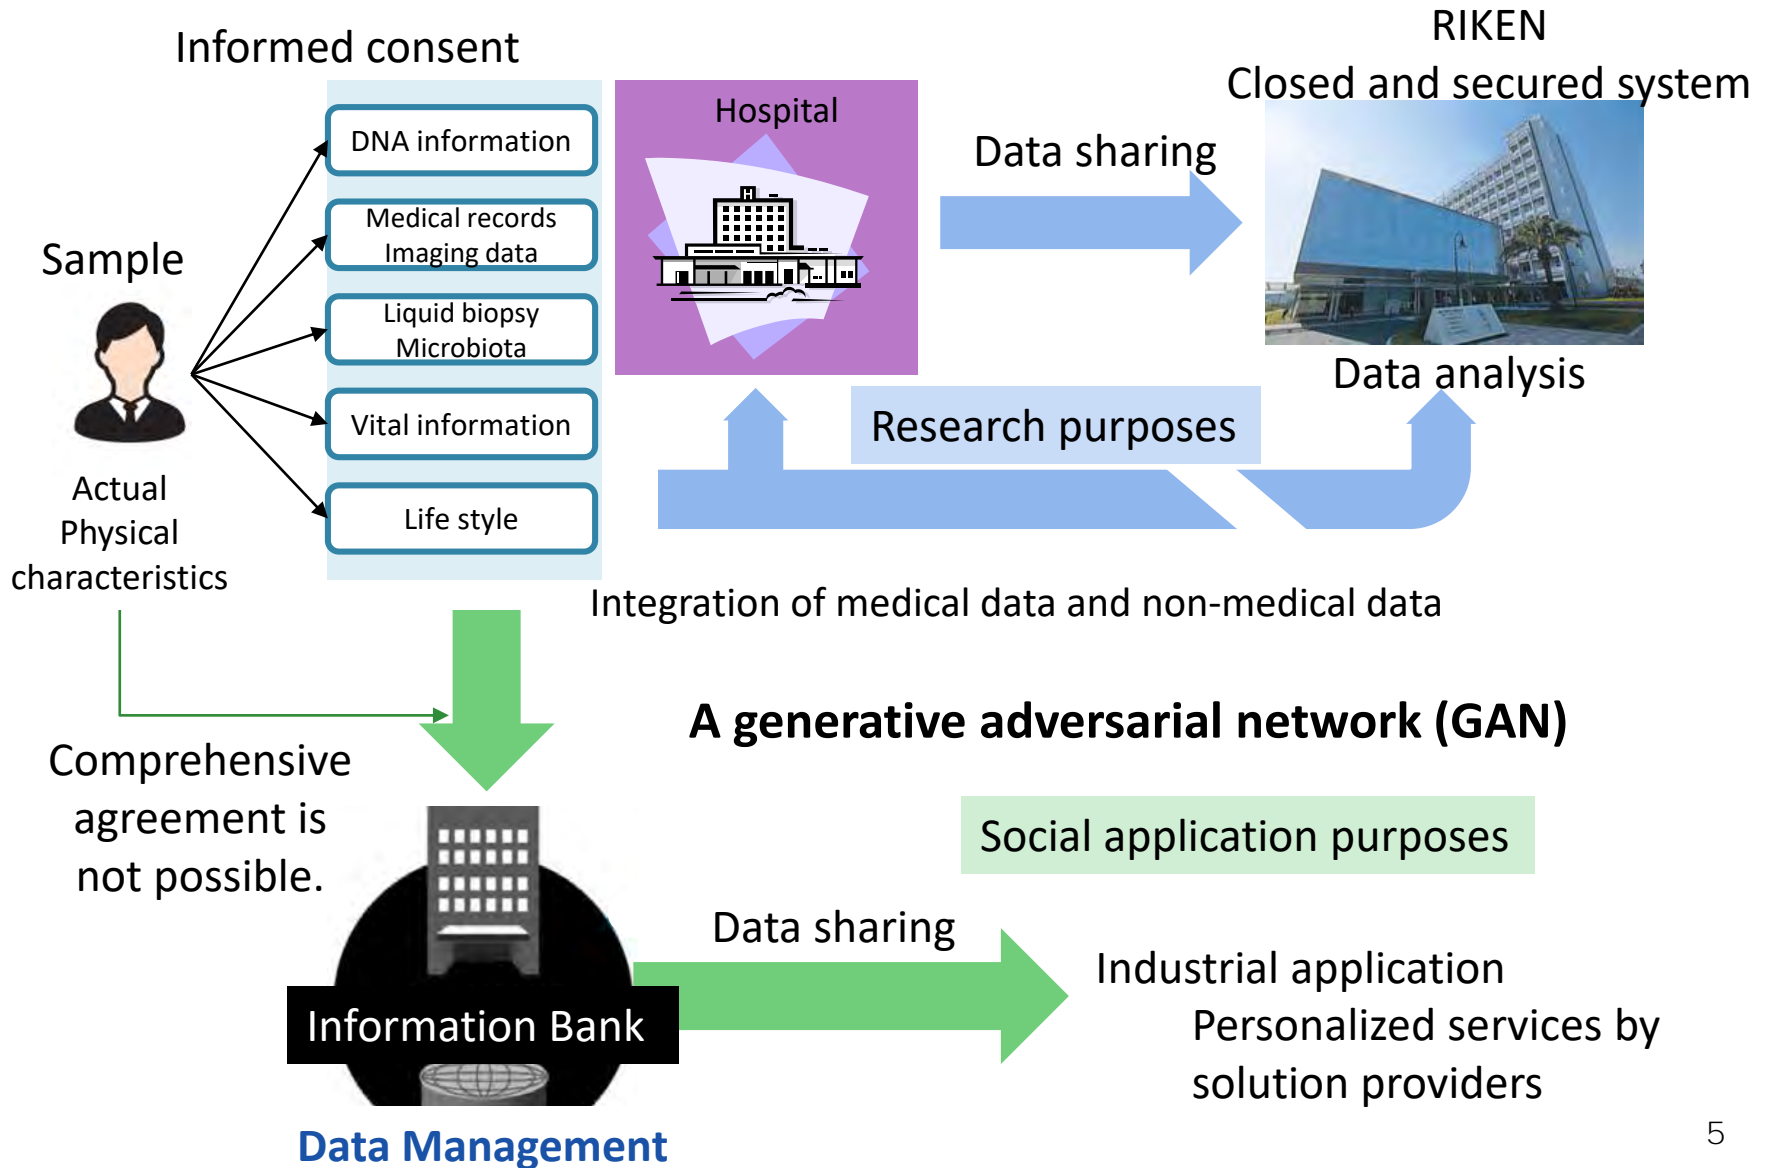 Informed consent
DNA information
Medical records
Imaging data
Liquid biopsy
Microbiota
Vital information
Life style
Sample
Actual
Physical
characteristics
Hospital
H
Data sharing
RIKEN
Closed and secured system
Data analysis
Research purposes
Integration of medical data and non-medical data
A generative adversarial network (GAN)
Comprehensive
agreement is
not possible.
Social application purposes
Data sharing
Information Bank
Data Management
Industrial application
Personalized services by
solution providers
5